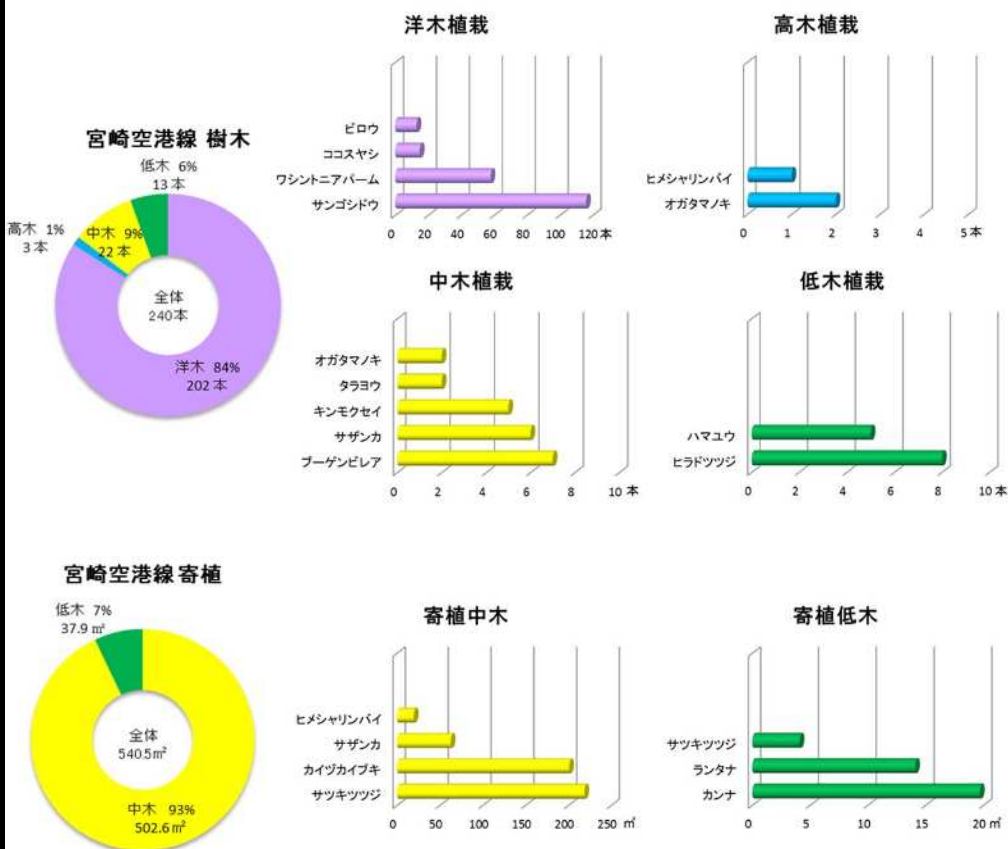 宮崎空港線 樹木
低木 6%
13 本
高木 1%
3 本
中木 9%
22 本
全体
240本
洋木 84%
202 本
洋木植栽
ビロウ
ココスヤシ
ワシントニアパーム
サンゴシドウ
0 20 40 60 80 100 120 本
高木植栽
ヒメシャリンバイ
オガタマノキ
0 1 2 3 4 5 本
中木植栽
オガタマノキ
タラヨウ
キンモクセイ
サザンカ
ブーゲンビレア
0 2 4 6 8 10 本
低木植栽
ハマユウ
ヒラドツツジ
0 2 4 6 8 10 本
宮崎空港線 寄植
低木 7%
37.9 ㎡
全体
540.5㎡
中木 93%
502.6㎡
寄植中木
ヒメシャリンバイ
サザンカ
カイヅカイブキ
サツキツツジ
0 50 100 150 200 250 ㎡
寄植低木
サツキツツジ
ランタナ
カンナ
0 5 10 15 20 ㎡